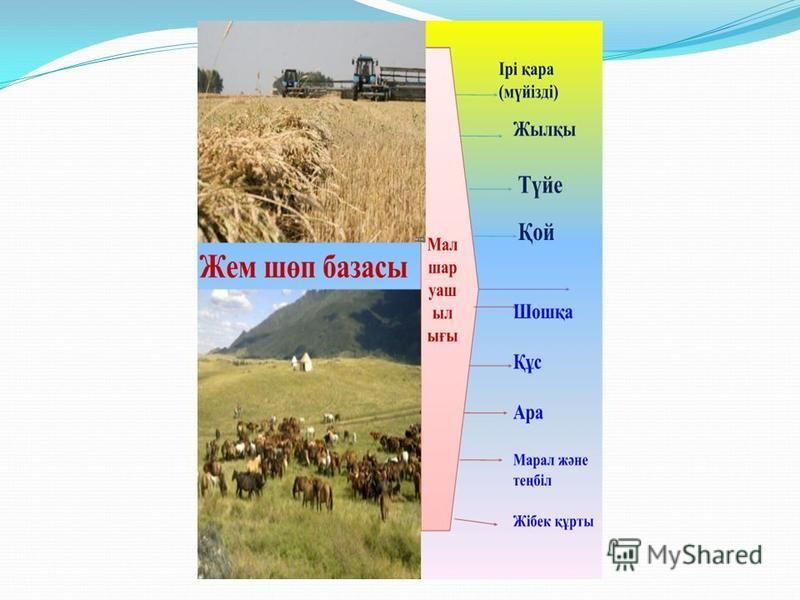 Жем шөп базасы
Мал
шар
уаш
ыл
ығы
Ірі қара
(мүйізді)
Жылқы
Түйе
Қой
Шошқа
Құс
Ара
Марал және
теңбіл
Жібек құрты
MyShared